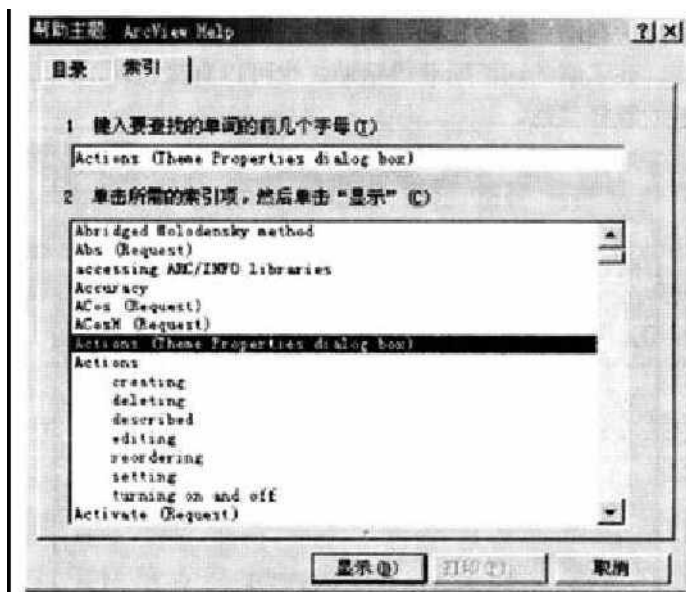 帮助主题 ArcView Help
目录 索引
1 键入要查找的单词的前几个字母(T)
Actions (Theme Properties dialog box)
2 单击所需的索引项，然后单击“显示” (C)
Abridged Molodensky method
Abs (Request)
accessing ARC/INFO libraries
Accuracy
ACos (Request)
ACosH (Request)
Actions (Theme Properties dialog box)
Actions
creating
deleting
described
editing
reordering
setting
turning on and off
Activate (Request)
显示(D) 打印(P) 取消